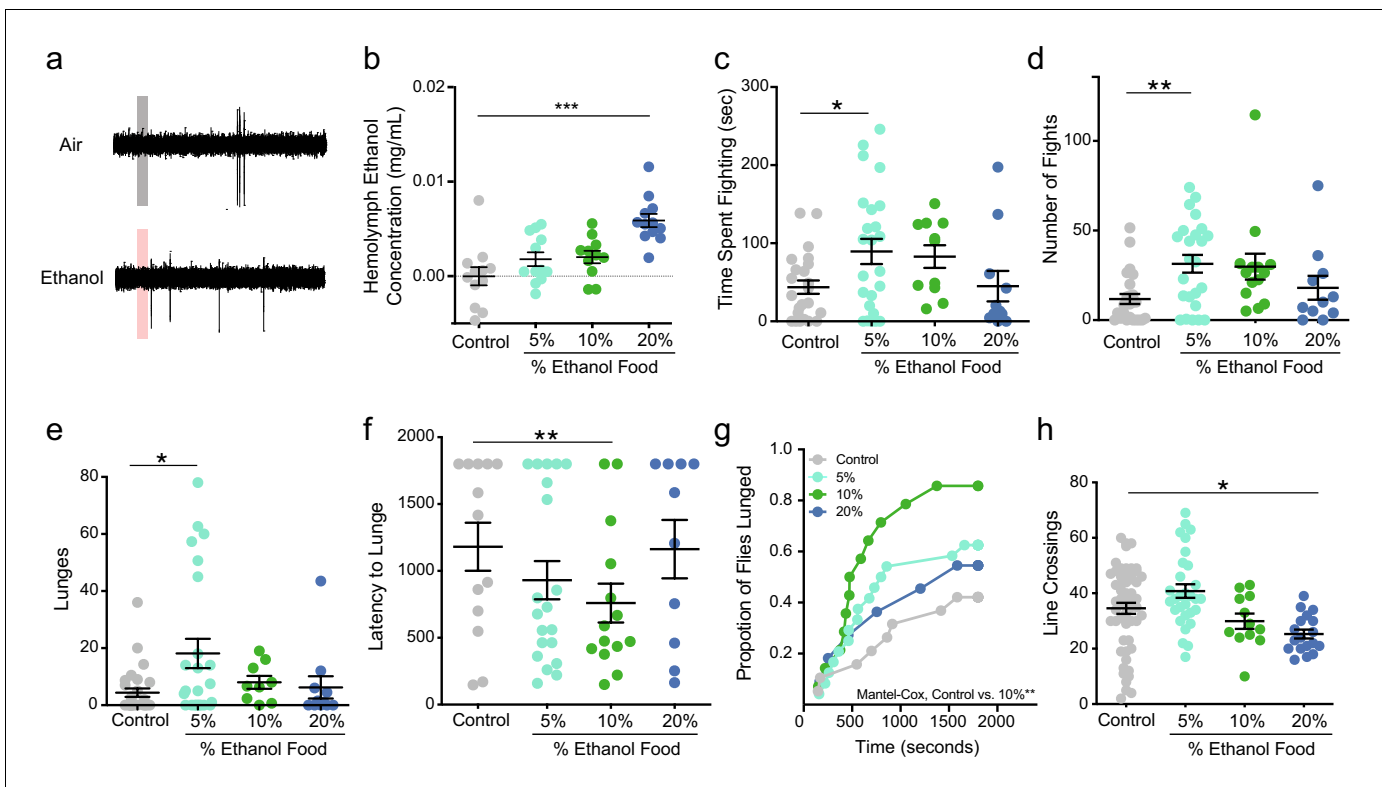 a
Air
Ethanol
b
Hemolymph Ethanol
Concentration (mg/mL)
0.02
0.01
0.00
***
Control
5%
10%
20%
% Ethanol Food
c
Time Spent Fighting (sec)
300
200
100
0
*
Control
5%
10%
20%
% Ethanol Food
d
Number of Fights
100
50
0
**
Control
5%
10%
20%
% Ethanol Food
e
Lunges
80
60
40
20
0
*
Control
5%
10%
20%
% Ethanol Food
f
Latency to Lunge
2000
1500
1000
500
0
**
Control
5%
10%
20%
% Ethanol Food
g
Propotion of Flies Lunged
1.0
0.8
0.6
0.4
0.2
Control
5%
10%
20%
Mantel-Cox, Control vs. 10%**
0
500
1000
1500
2000
Time (seconds)
h
Line Crossings
100
80
60
40
20
0
*
Control
5%
10%
20%
% Ethanol Food